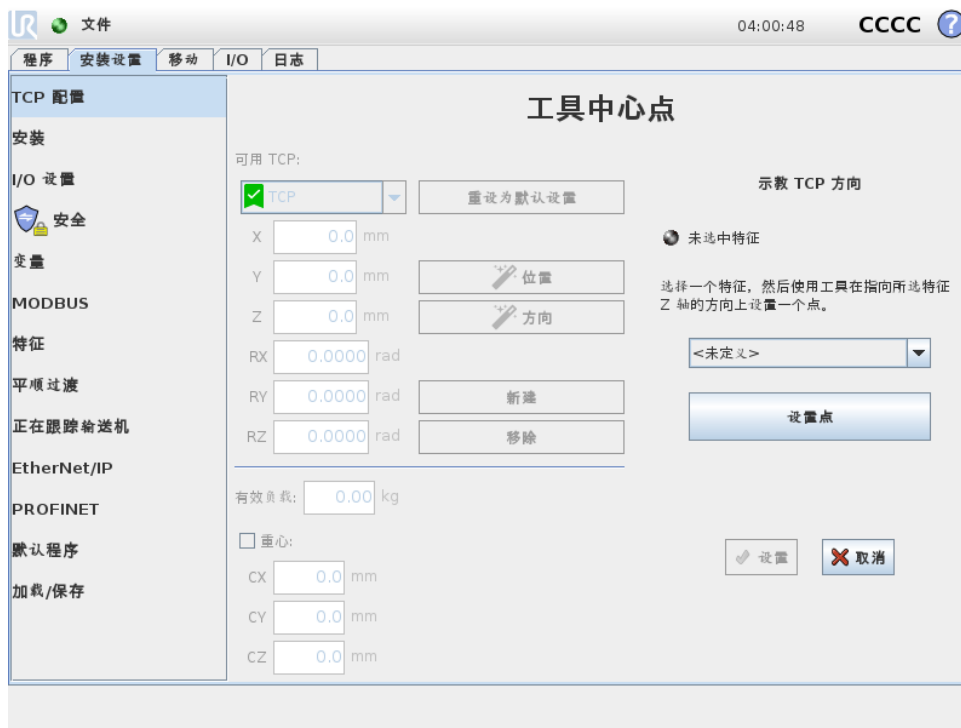 UR 文件 04:00:48 CCCC ?
程序 安装设置 移动 I/O 日志
TCP 配置
安装
I/O 设置
安全
变量
MODBUS
特征
平顺过渡
正在跟踪输送机
EtherNet/IP
PROFINET
默认程序
加载/保存
工具中心点
可用 TCP:
TCP 重设为默认设置
X 0.0 mm
Y 0.0 mm 位置
Z 0.0 mm 方向
RX 0.0000 rad
RY 0.0000 rad 新建
RZ 0.0000 rad 移除
有效负载: 0.00 kg
重心:
CX 0.0 mm
CY 0.0 mm
CZ 0.0 mm
示教 TCP 方向
未选中特征
选择一个特征，然后使用工具在指向所选特征
Z 轴的方向上设置一个点。
<未定义>
设置点
设置 取消